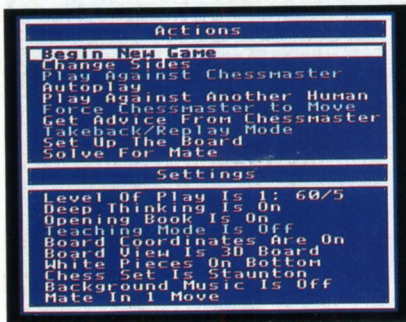 Actions
Begin New Game
Change Sides
Play Against Chessmaster
Autoplay
Play Against Another Human
Force Chessmaster to Move
Get Advice From Chessmaster
Takeback/Replay Mode
Set Up The Board
Solve For Mate
Settings
Level Of Play Is 1: 60/5
Deep Thinking Is On
Opening Book Is On
Teaching Mode Is Off
Board Coordinates Are On
Board View Is 3D Board
White Pieces On Bottom
Chess Set Is Staunton
Background Music Is Off
Mate In 1 Move